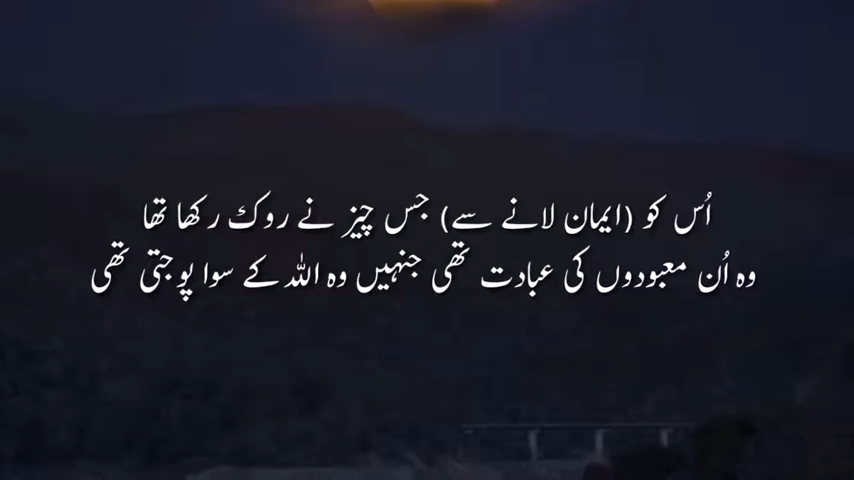 اُس کو (ایمان لانے سے) جس چیز نے روک رکھا تھا
وہ اُن معبودوں کی عبادت تھی جنہیں وہ اللہ کے سوا پوجتی تھی